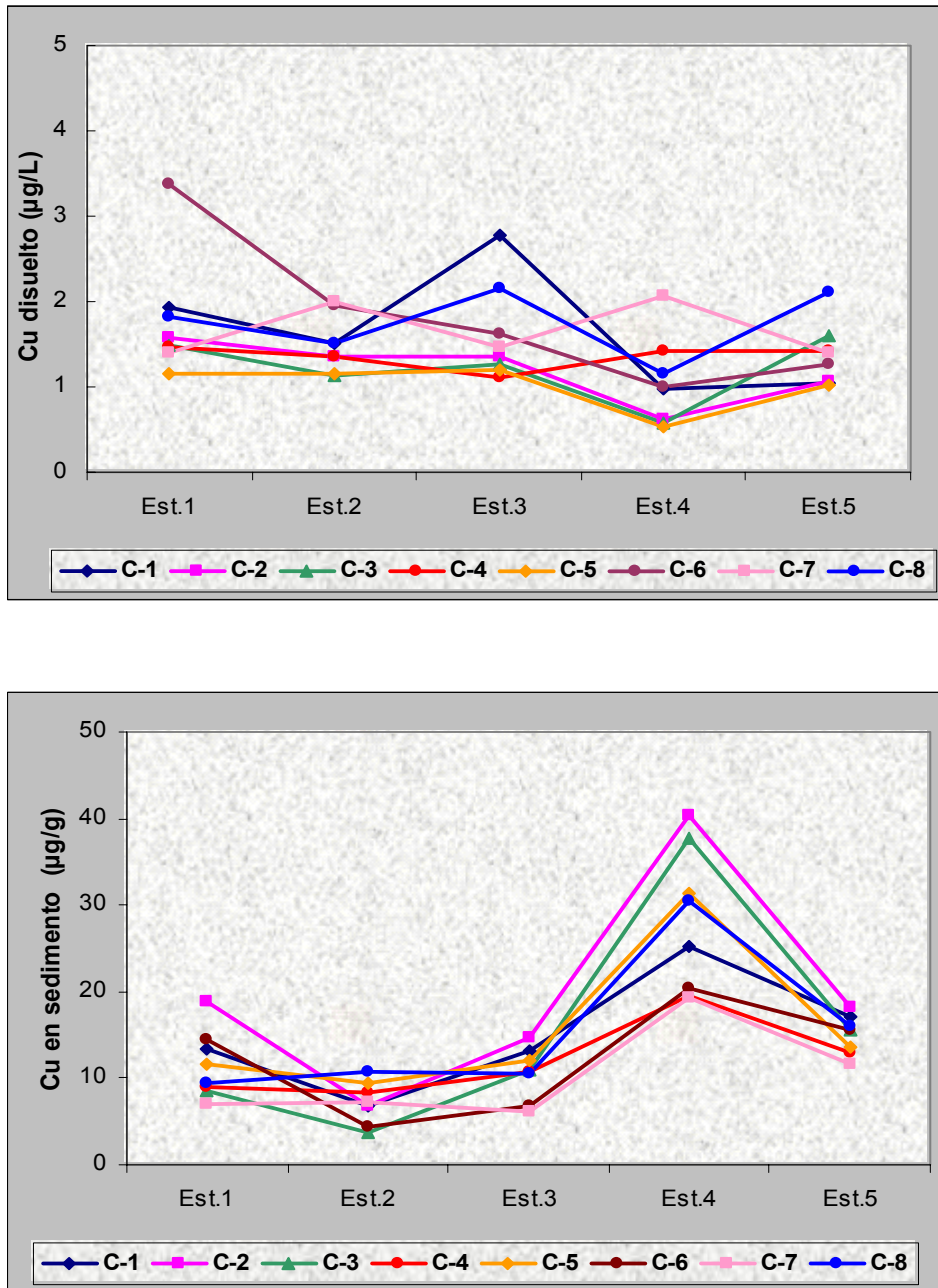 5
4
3
2
1
0
Cu disuelto (µg/L)
Est.1 Est.2 Est.3 Est.4 Est.5
C-1 C-2 C-3 C-4 C-5 C-6 C-7 C-8
50
40
30
20
10
0
Cu en sedimento (µg/g)
Est.1 Est.2 Est.3 Est.4 Est.5
C-1 C-2 C-3 C-4 C-5 C-6 C-7 C-8